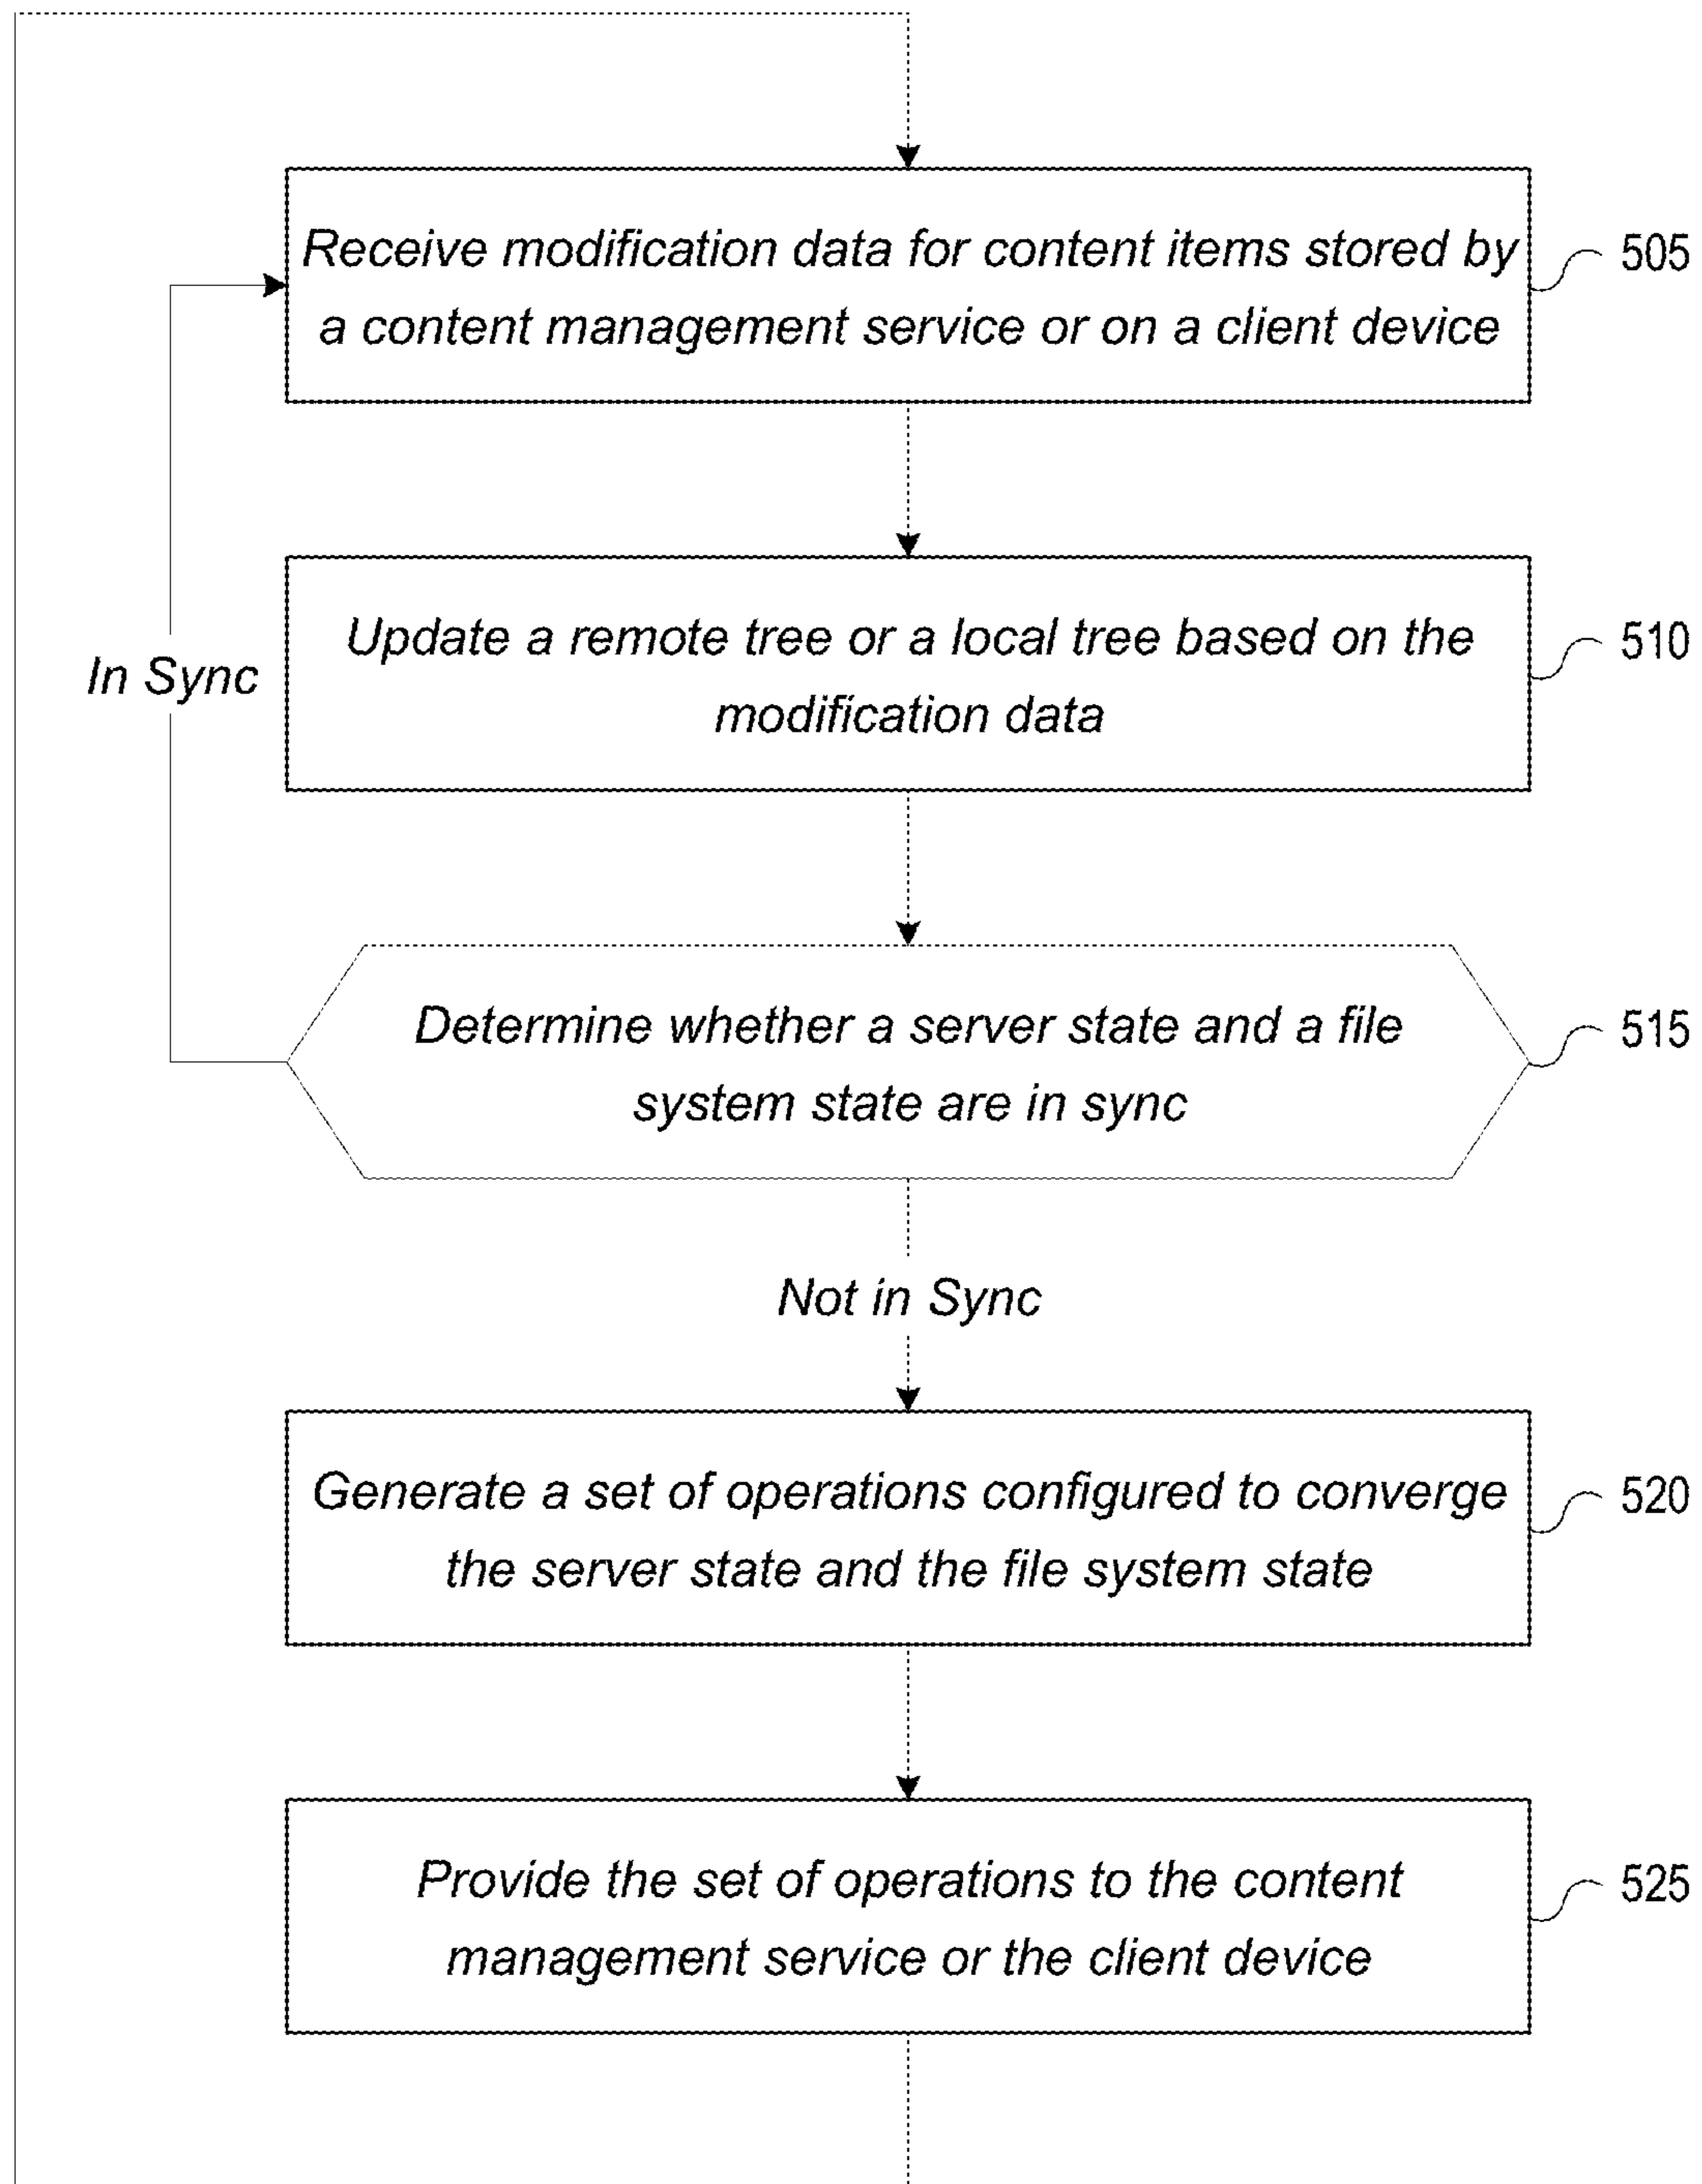 Receive modification data for content items stored by
a content management service or on a client device
505
Update a remote tree or a local tree based on the
modification data
510
In Sync
Determine whether a server state and a file
system state are in sync
515
Not in Sync
Generate a set of operations configured to converge
the server state and the file system state
520
Provide the set of operations to the content
management service or the client device
525